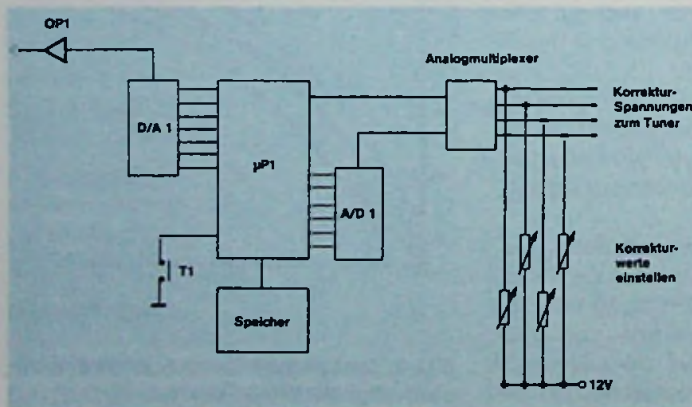 OP1
Analogmultiplexer
D/A 1
µP1
A/D 1
Korrektur-
Spannungen
zum Tuner
T1
Speicher
Korrektur-
werte
einstellen
12V